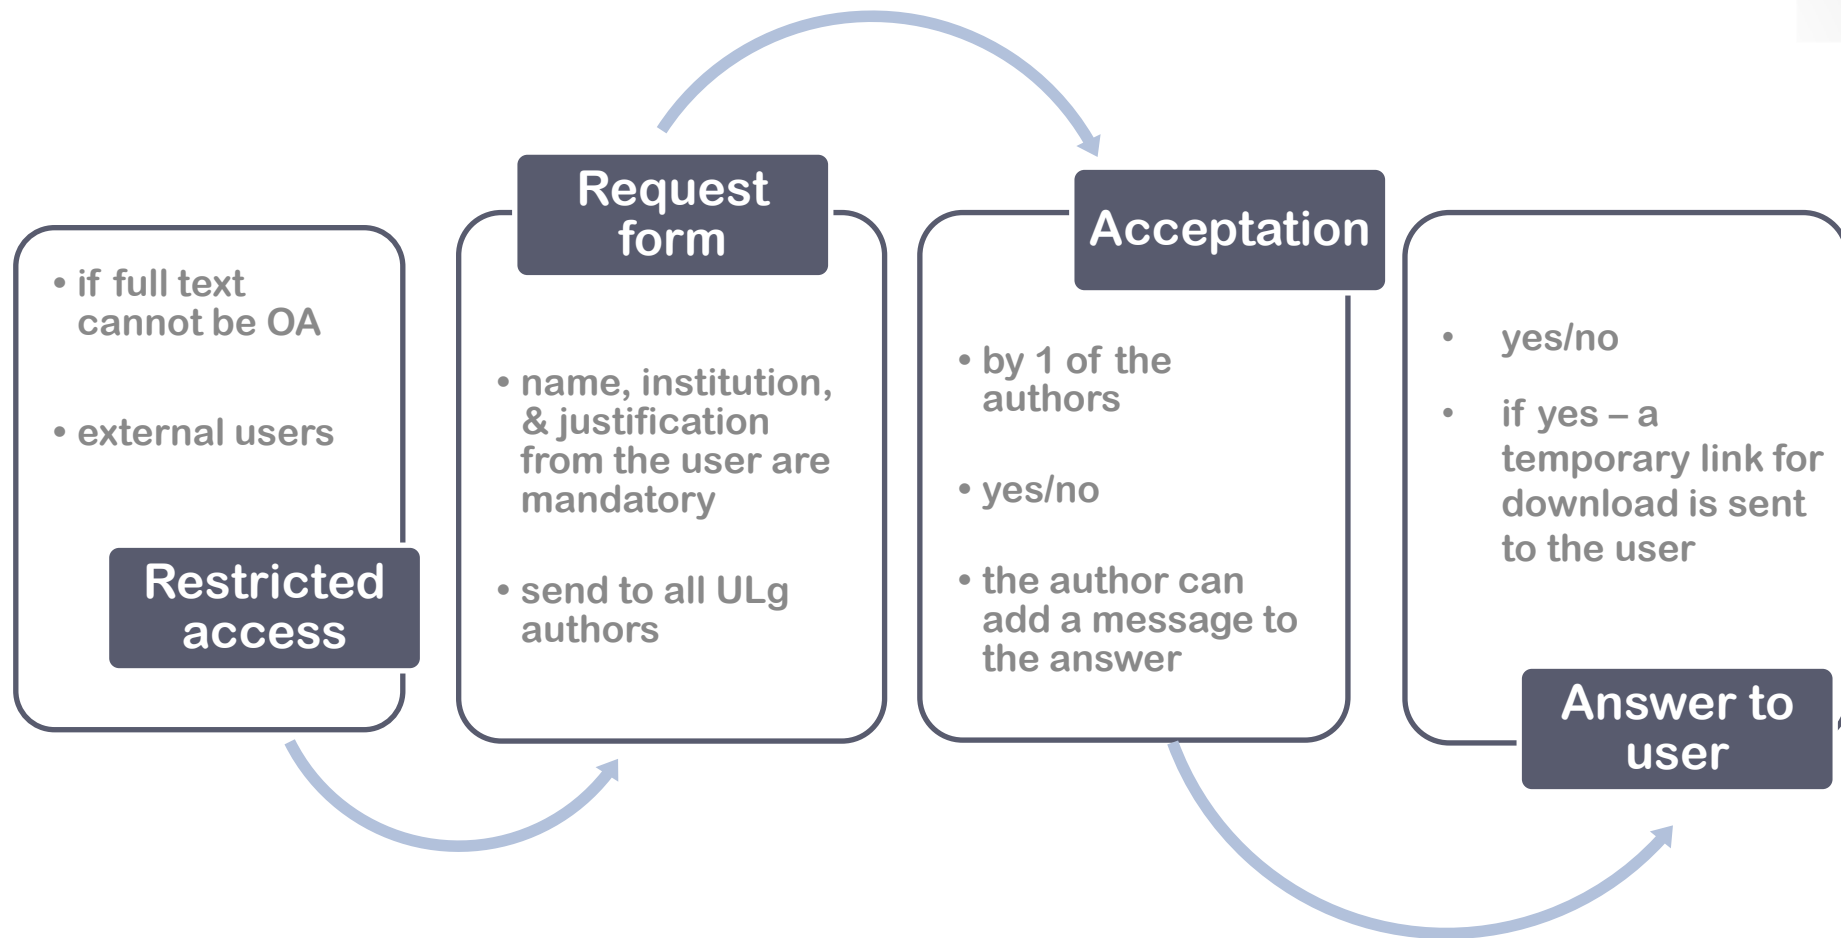 • if full text
cannot be OA
• external users
Restricted
access
Request
form
• name, institution,
& justification
from the user are
mandatory
• send to all ULg
authors
Acceptation
• by 1 of the
authors
• yes/no
• the author can
add a message to
the answer
• yes/no
• if yes – a
temporary link for
download is sent
to the user
Answer to
user